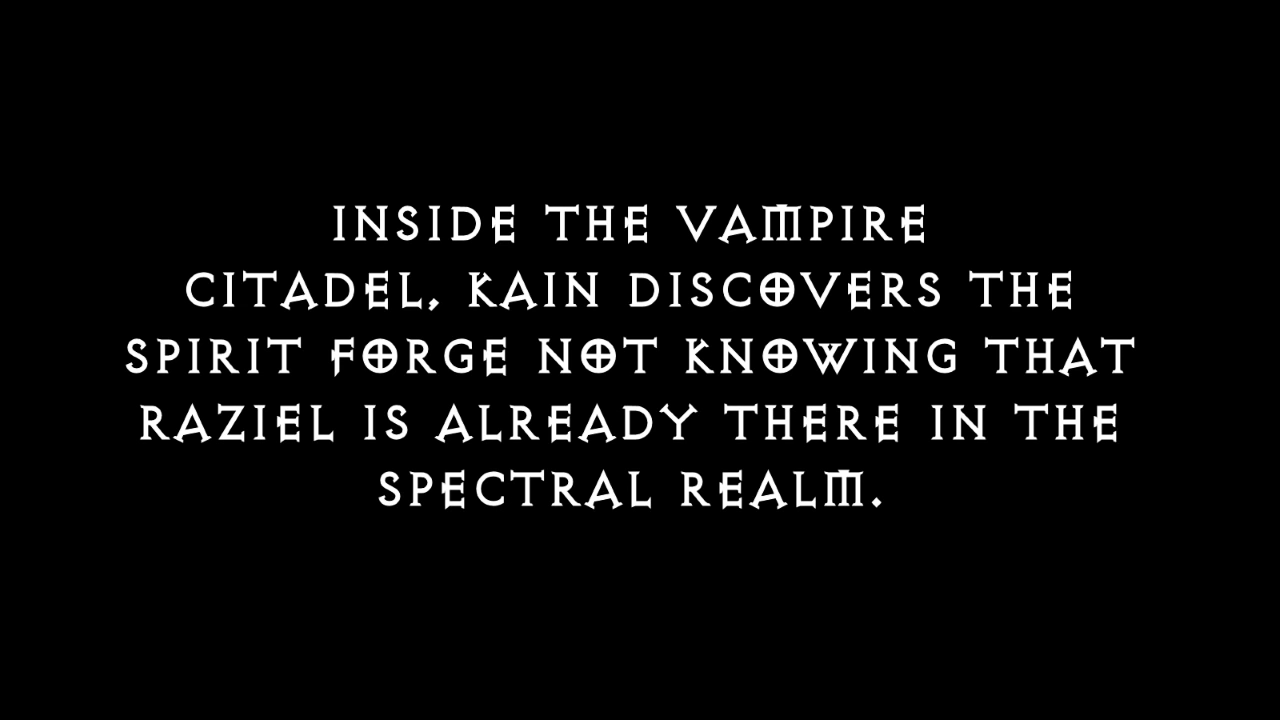 INSIDE THE VAMPIRE
CITADEL, KAIN DISCOVERS THE
SPIRIT FORGE NOT KNOWING THAT
RAZIEL IS ALREADY THERE IN THE
SPECTRAL REALM.